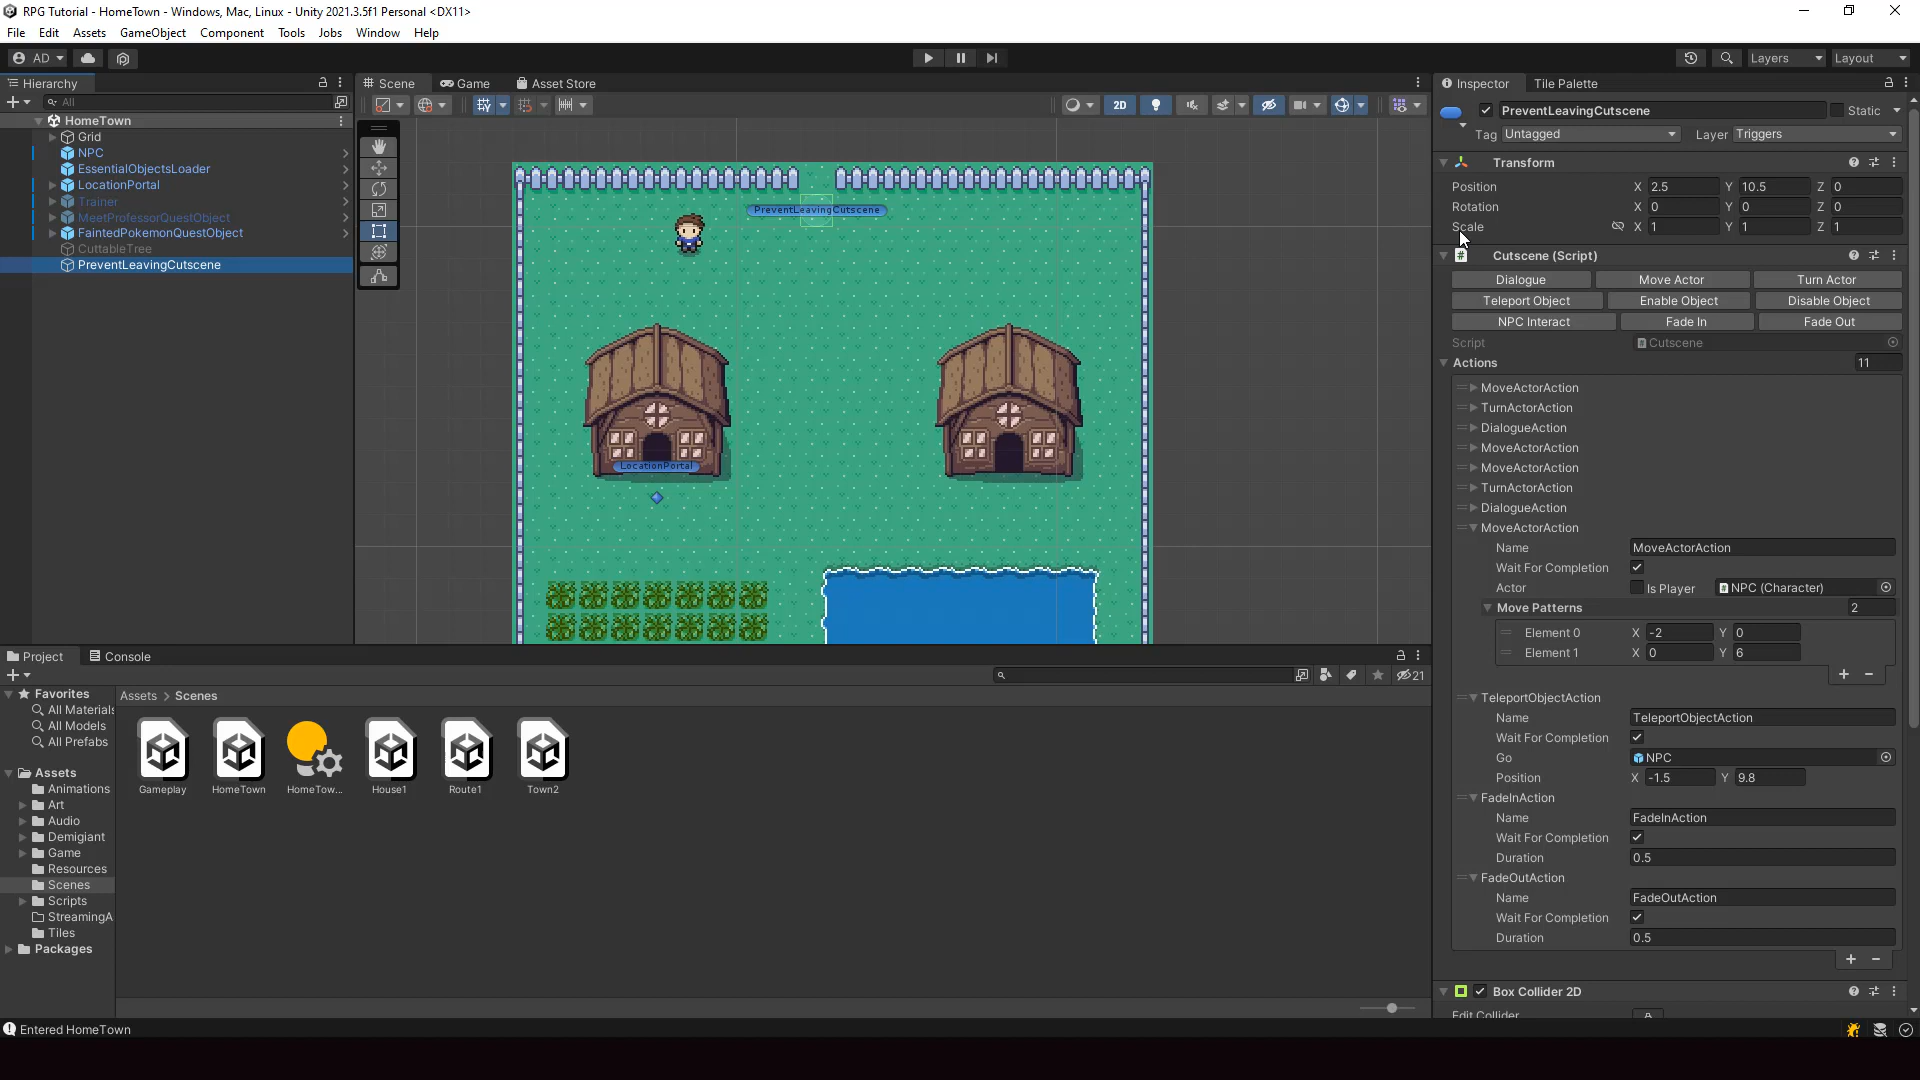 RPG Tutorial - HomeTown - Windows, Mac, Linux - Unity 2021.3.5f1 Personal <DX11>
File Edit Assets GameObject Component Tools Jobs Window Help
AD
Layers
Layout
Hierarchy
All
HomeTown
Grid
NPC
EssentialObjectsLoader
LocationPortal
Trainer
MeetProfessorQuestObject
FaintedPokemonQuestObject
CuttableTree
PreventLeavingCutscene
Scene
Game
Asset Store
2D
PreventLeavingCutscene
LocationPortal
Inspector
Tile Palette
PreventLeavingCutscene
Static
Tag Untagged
Layer Triggers
Transform
Position X 2.5 Y 10.5 Z 0
Rotation X 0 Y 0 Z 0
Scale X 1 Y 1 Z 1
Cutscene (Script)
Dialogue Move Actor Turn Actor
Teleport Object Enable Object Disable Object
NPC Interact Fade In Fade Out
Script Cutscene
Actions 11
MoveActorAction
TurnActorAction
DialogueAction
MoveActorAction
MoveActorAction
TurnActorAction
DialogueAction
MoveActorAction
Name MoveActorAction
Wait For Completion
Actor Is Player NPC (Character)
Move Patterns 2
Element 0 X -2 Y 0
Element 1 X 0 Y 6
TeleportObjectAction
Name TeleportObjectAction
Wait For Completion
Go NPC
Position X -1.5 Y 9.8
FadeInAction
Name FadeInAction
Wait For Completion
Duration 0.5
FadeOutAction
Name FadeOutAction
Wait For Completion
Duration 0.5
Box Collider 2D
Edit Collider
Project
Console
21
Favorites
All Materials
All Models
All Prefabs
Assets
Animations
Art
Audio
Demigiant
Game
Resources
Scenes
Scripts
StreamingA
Tiles
Packages
Assets > Scenes
Gameplay
HomeTown
HomeTow...
House1
Route1
Town2
Entered HomeTown